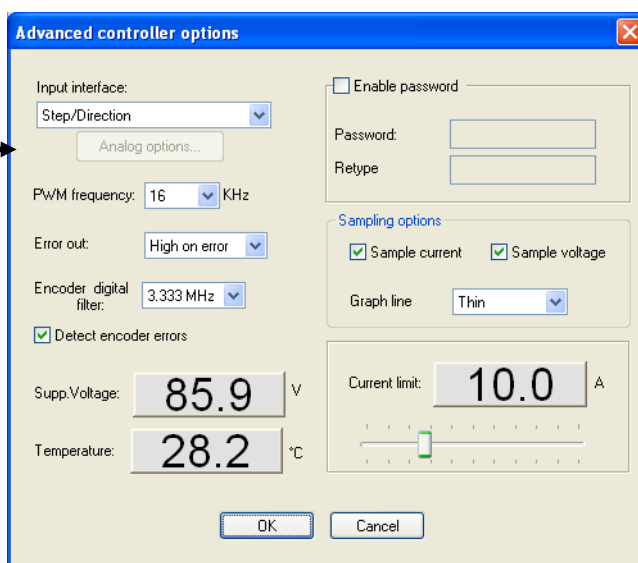 Advanced controller options
Input interface:
Step/Direction
Analog options...
PWM frequency: 16 KHz
Error out: High on error
Encoder digital
filter: 3.333 MHz
Detect encoder errors
Supp.Voltage: 85.9 V
Temperature: 28.2 °C
Enable password
Password:
Retype
Sampling options
Sample current Sample voltage
Graph line Thin
Current limit: 10.0 A
OK Cancel